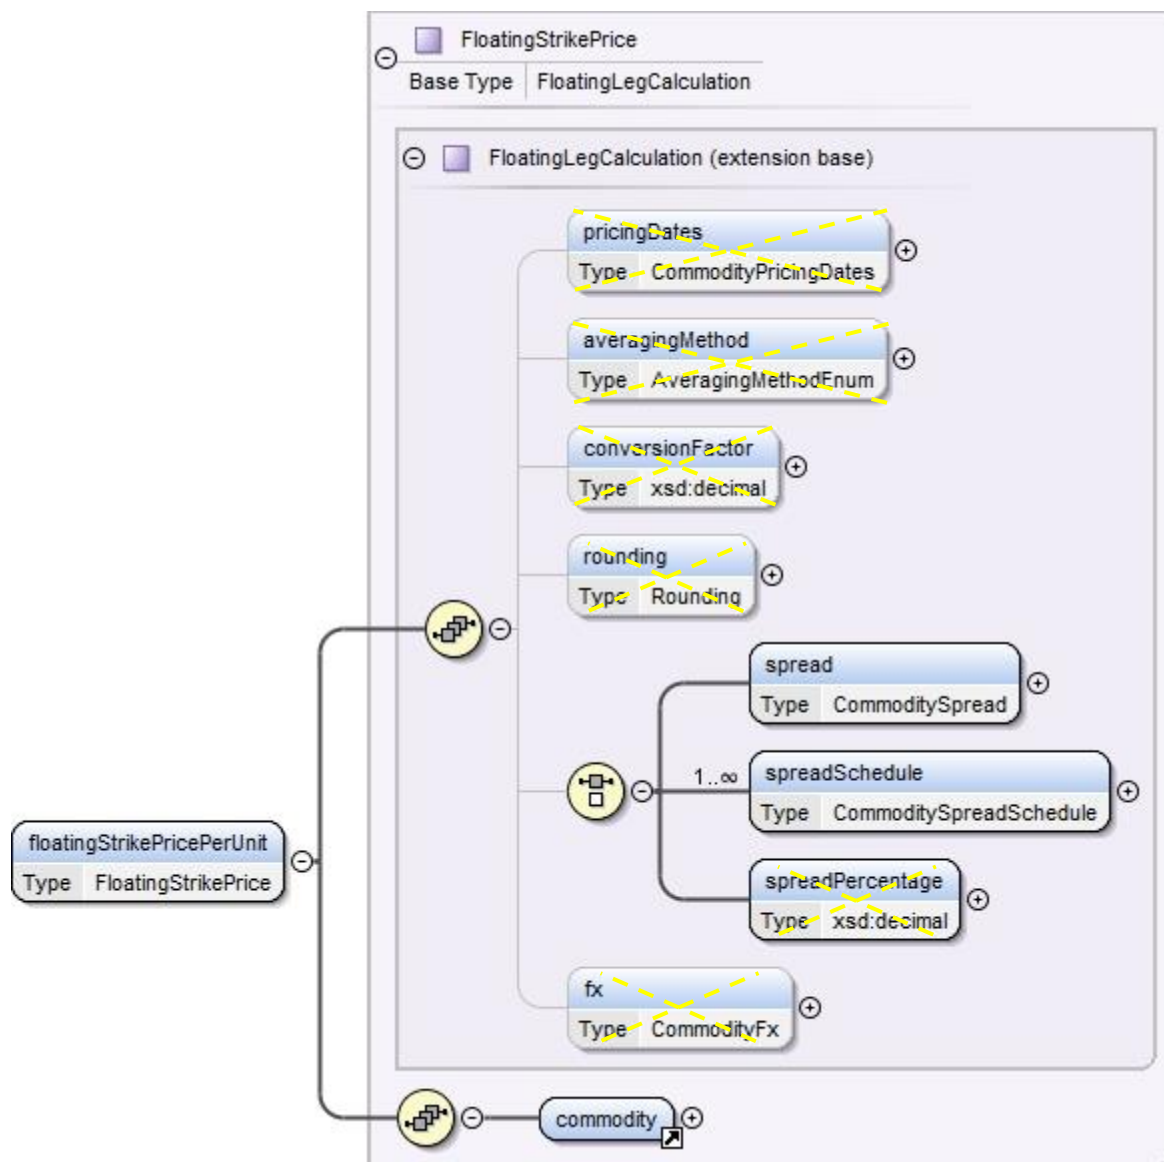 FloatingStrikePrice
Base Type FloatingLegCalculation
FloatingLegCalculation (extension base)
pricingDates
Type CommodityPricingDates
averagingMethod
Type AveragingMethodEnum
conversionFactor
Type xsd:decimal
rounding
Type Rounding
spread
Type CommoditySpread
1..∞
spreadSchedule
Type CommoditySpreadSchedule
floatingStrikePricePerUnit
Type FloatingStrikePrice
spreadPercentage
Type xsd:decimal
fx
Type CommodityFx
commodity